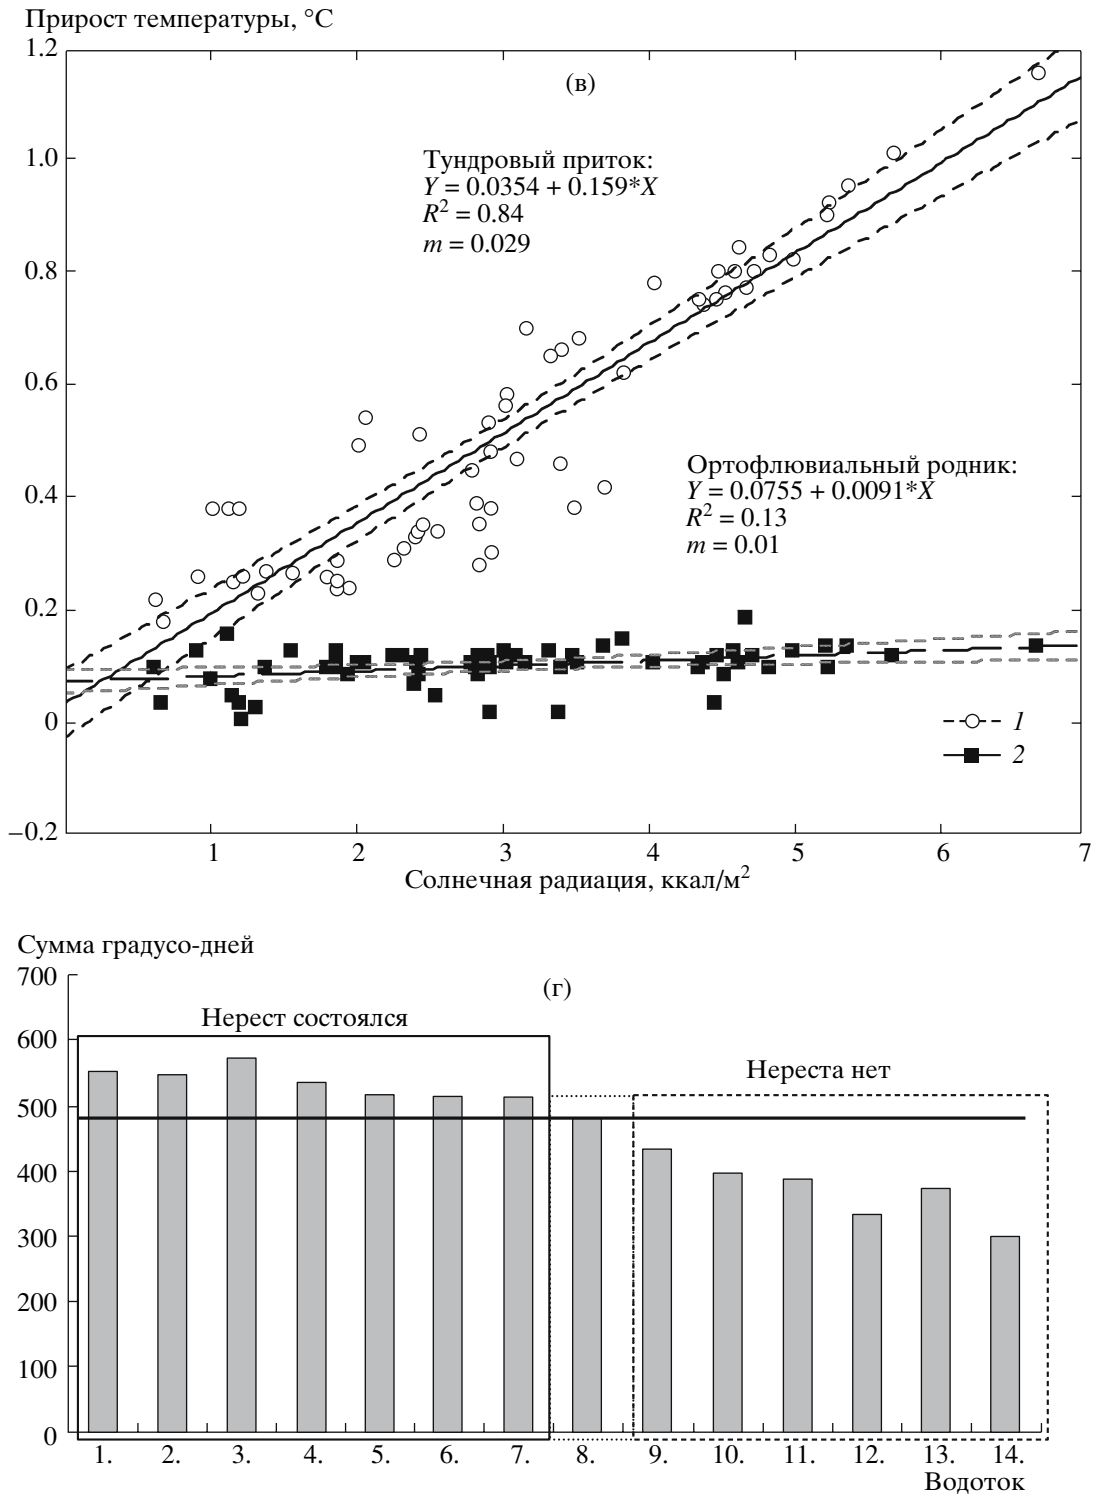 Прирост температуры, °C
1.2
(в)
Тундровый приток:
1.0
Y = 0.0354 + 0.159*X
R² = 0.84
m = 0.029
0.8
0.6
Ортофлювиальный родник:
Y = 0.0755 + 0.0091*X
0.4
R² = 0.13
m = 0.01
0.2
0
1
2
–0.2
1 2 3 4 5 6 7
Солнечная радиация, ккал/м²
Сумма градусо-дней
700
(г)
Нерест состоялся
600
Нереста нет
500
400
300
200
100
0
1. 2. 3. 4. 5. 6. 7. 8. 9. 10. 11. 12. 13. 14.
Водоток